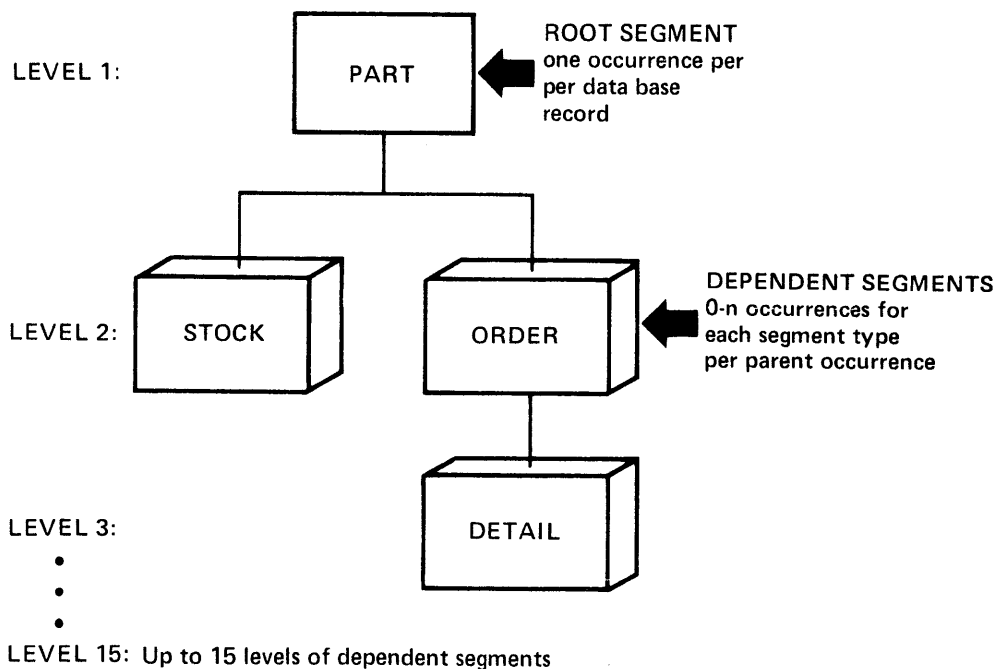 LEVEL 1:
PART
ROOT SEGMENT
one occurrence per
per data base
record
LEVEL 2:
STOCK
ORDER
DEPENDENT SEGMENTS
0-n occurrences for
each segment type
per parent occurrence
LEVEL 3:
DETAIL
LEVEL 15: Up to 15 levels of dependent segments